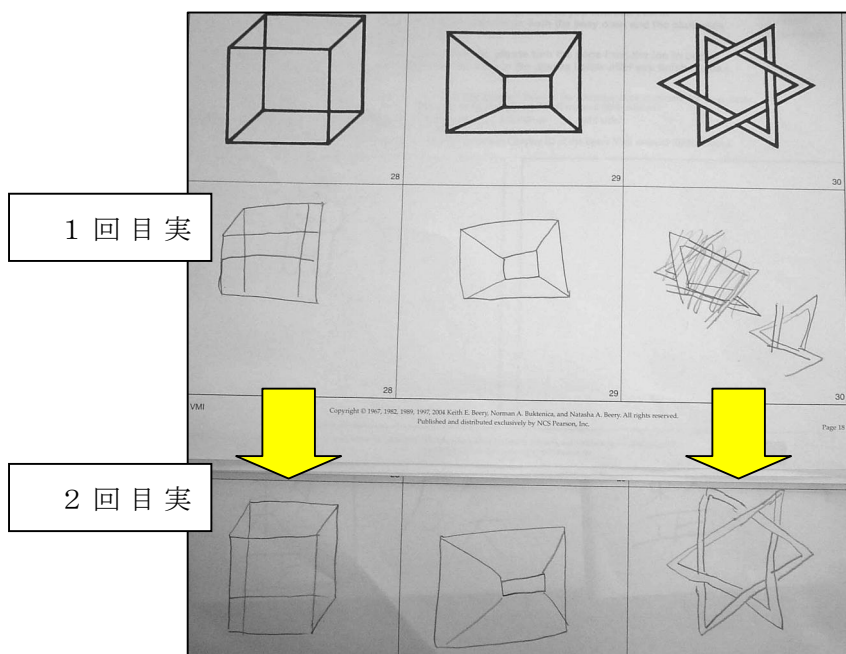 28
29
30
1回目実
28
29
30
VMI
Copyright © 1967, 1982, 1989, 1997, 2004 Keith E. Beery, Norman A. Buktenica, and Natasha A. Beery. All rights reserved.
Published and distributed exclusively by NCS Pearson, Inc.
Page 18
2回目実